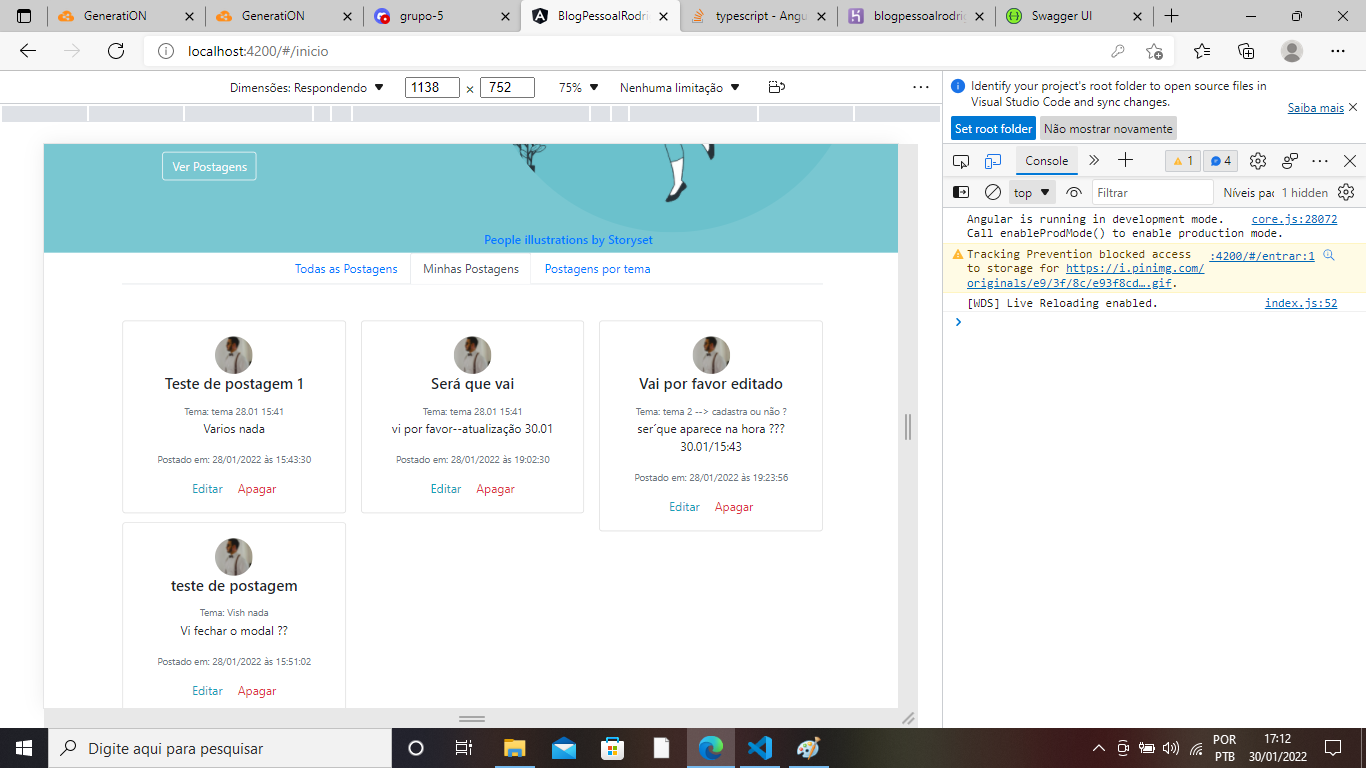 GeneratiON
GeneratiON
grupo-5
BlogPessoalRodri
typescript - Angu
blogpessoalrodri
Swagger UI
localhost:4200/#/inicio
Dimensões: Respondendo
1138 × 752
75%
Nenhuma limitação
Identify your project's root folder to open source files in
Visual Studio Code and sync changes.
Saiba mais
Set root folder
Não mostrar novamente
Console
1
4
top
Filtrar
Níveis pad
1 hidden
Angular is running in development mode. core.js:28072
Call enableProdMode() to enable production mode.
Tracking Prevention blocked access :4200/#/entrar:1
to storage for https://i.pinimg.com/
originals/e9/3f/8c/e93f8cd….gif.
[WDS] Live Reloading enabled. index.js:52
Ver Postagens
People illustrations by Storyset
Todas as Postagens
Minhas Postagens
Postagens por tema
Teste de postagem 1
Tema: tema 28.01 15:41
Varios nada
Postado em: 28/01/2022 às 15:43:30
Editar Apagar
Será que vai
Tema: tema 28.01 15:41
vi por favor--atualização 30.01
Postado em: 28/01/2022 às 19:02:30
Editar Apagar
Vai por favor editado
Tema: tema 2 --> cadastra ou não ?
ser´que aparece na hora ???
30.01/15:43
Postado em: 28/01/2022 às 19:23:56
Editar Apagar
teste de postagem
Tema: Vish nada
Vi fechar o modal ??
Postado em: 28/01/2022 às 15:51:02
Editar Apagar
Digite aqui para pesquisar
POR
PTB
17:12
30/01/2022